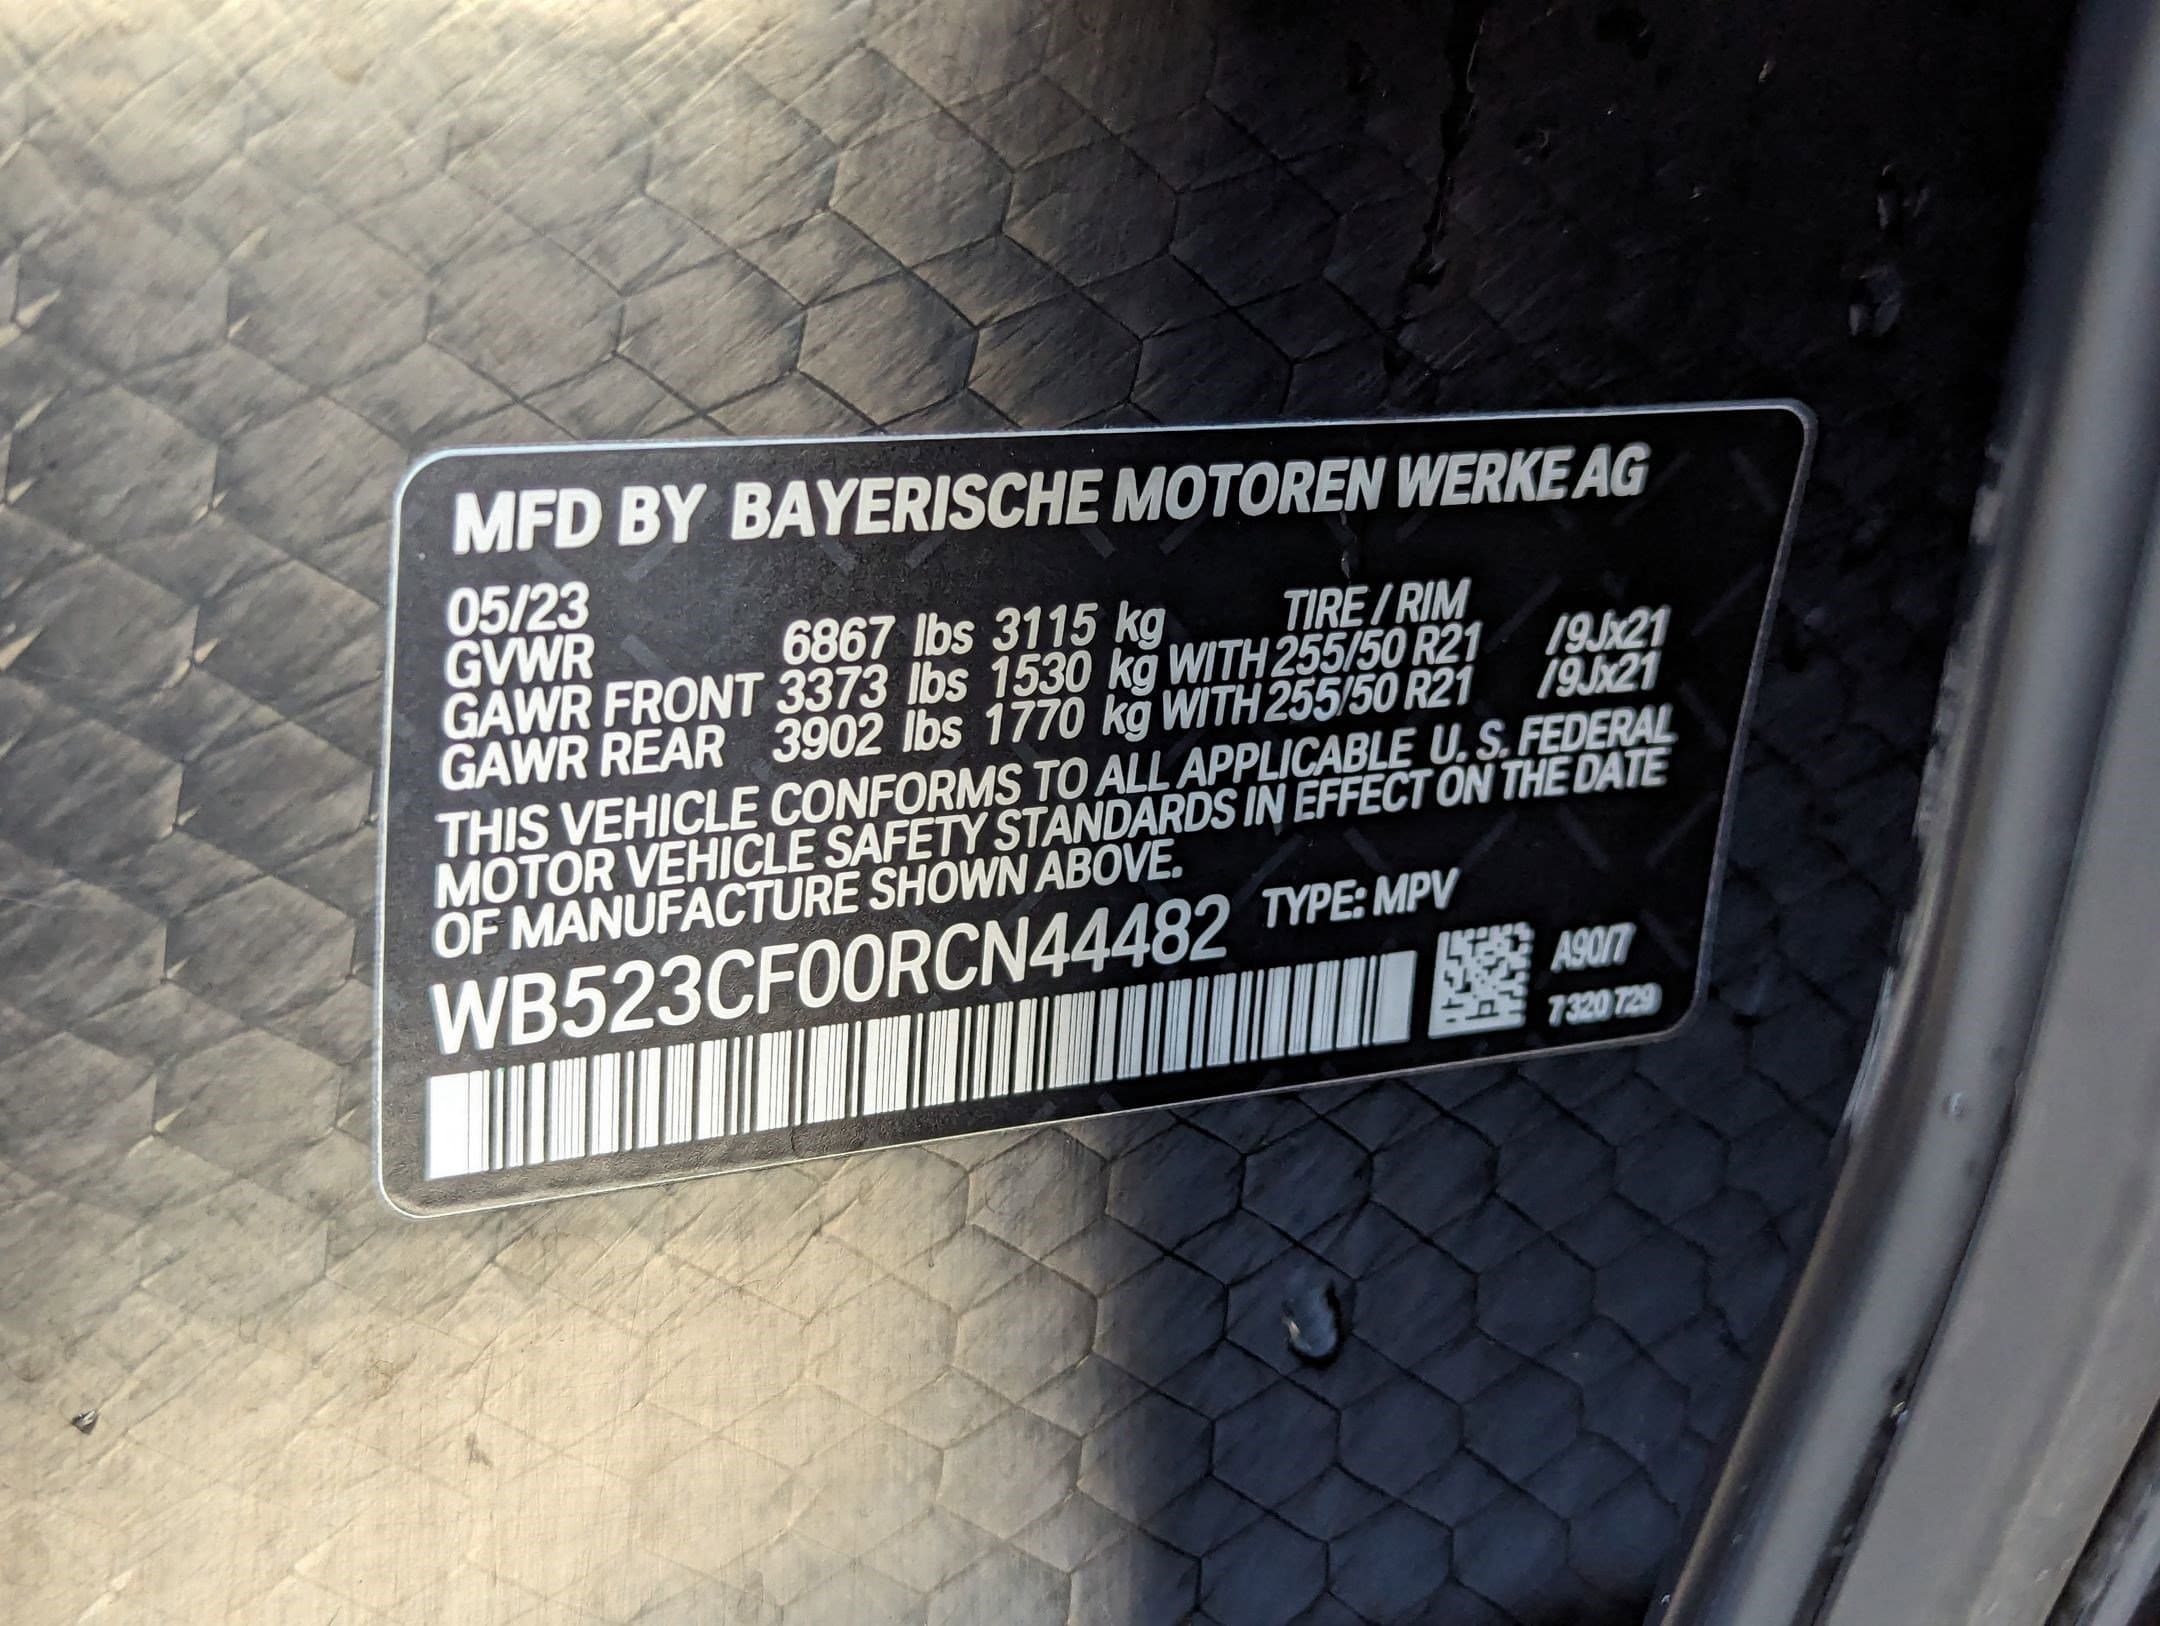 MFD BY BAYERISCHE MOTOREN WERKE AG
05/23 TIRE / RIM
GVWR 6867 lbs 3115 kg
GAWR FRONT 3373 lbs 1530 kg WITH 255/50 R21 /9Jx21
GAWR REAR 3902 lbs 1770 kg WITH 255/50 R21 /9Jx21
THIS VEHICLE CONFORMS TO ALL APPLICABLE U. S. FEDERAL
MOTOR VEHICLE SAFETY STANDARDS IN EFFECT ON THE DATE
OF MANUFACTURE SHOWN ABOVE.
WB523CF00RCN44482 TYPE: MPV
A90/7
7 320 729